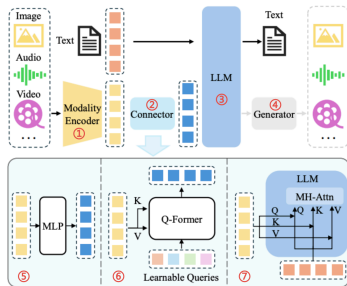 Image
Text
Text
Audio
LLM
Video
Modality
Encoder
①
②
Connector
③
④
Generator
...
...
LLM
MH-Attn
Q K V
MLP
K
V
Q-Former
Q
K
V
⑤
⑥
Learnable Queries
⑦